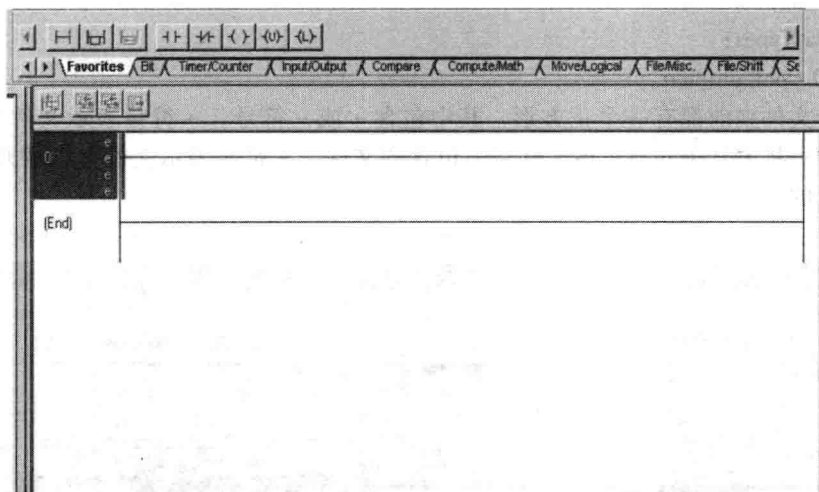 Favorites Bit Timer/Counter Input/Output Compare Compute/Math Move/Logical File/Misc. File/Shift
0
e
e
e
e
(End)